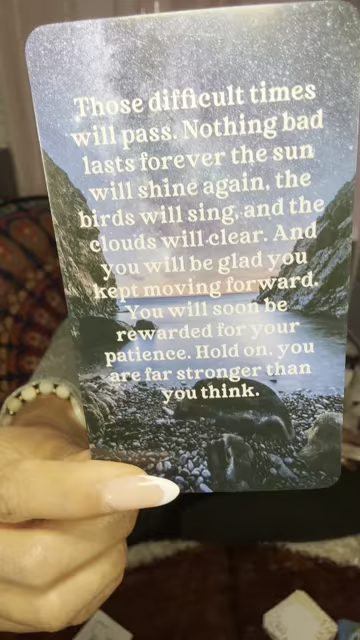 Those difficult times
will pass. Nothing bad
lasts forever the sun
will shine again, the
birds will sing, and the
clouds will clear. And
you will be glad you
kept moving forward.
You will soon be
rewarded for your
patience. Hold on, you
are far stronger than
you think.